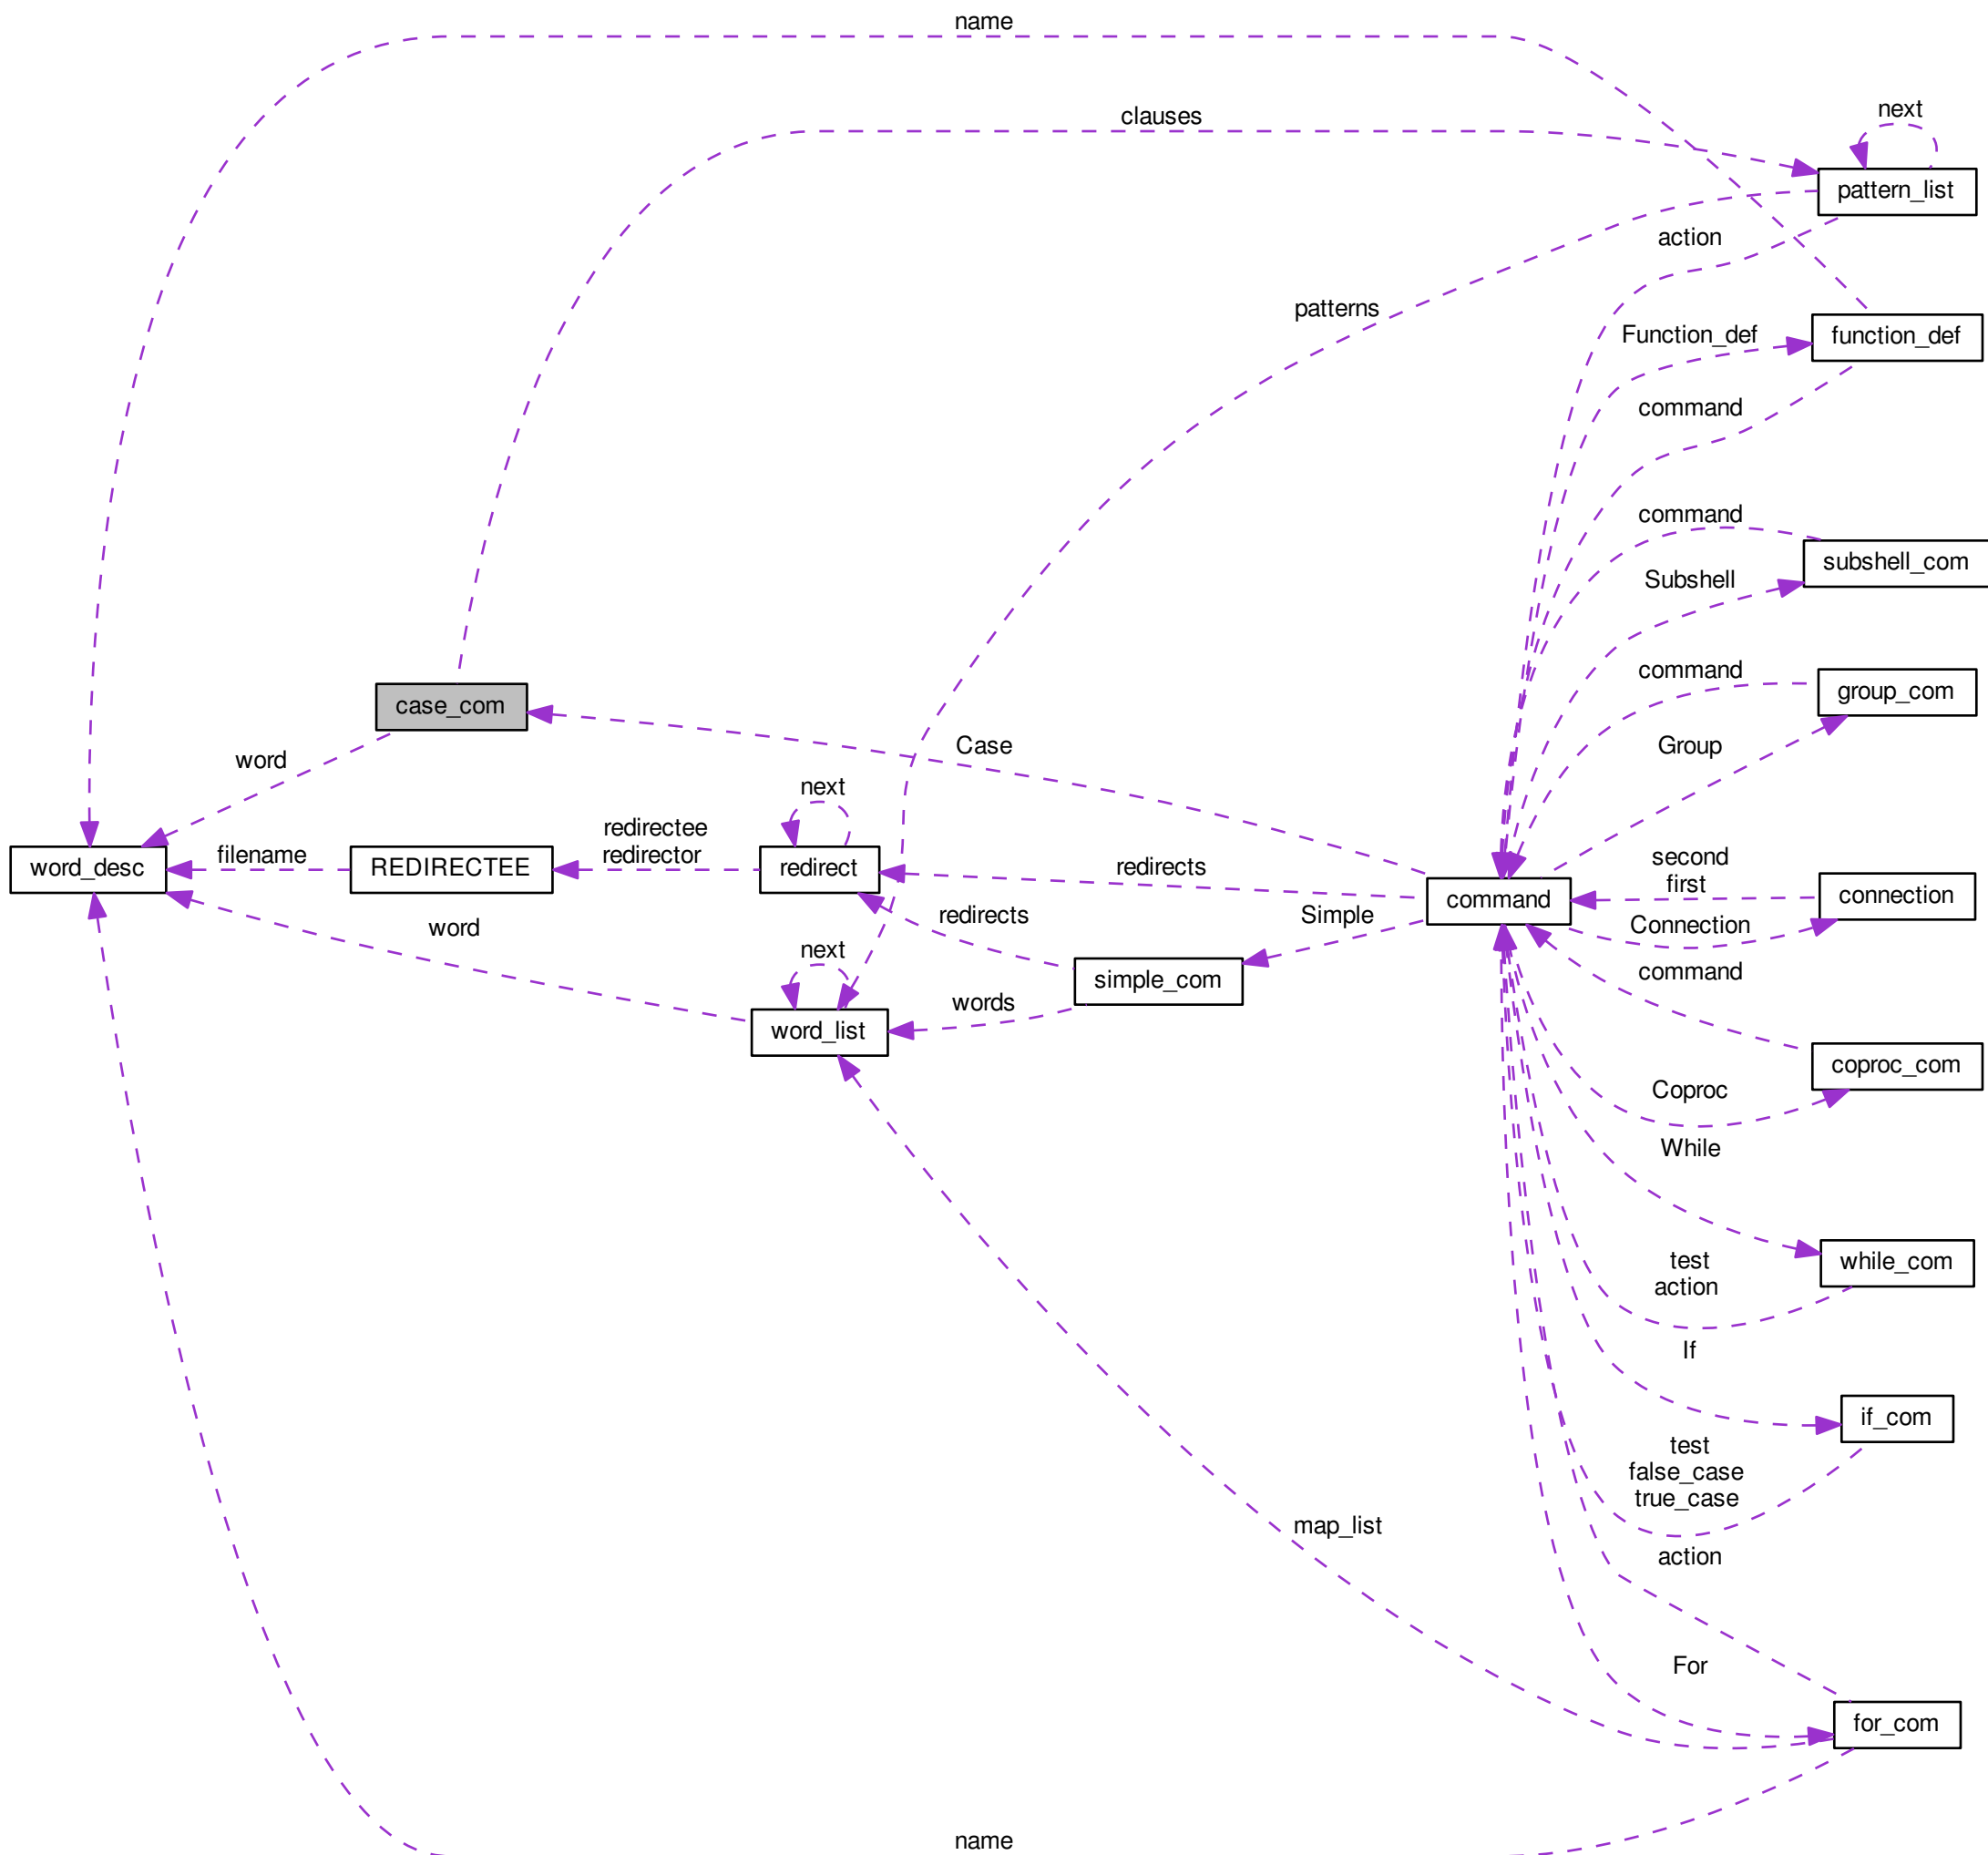 name
clauses
next
pattern_list
action
patterns
Function_def
function_def
command
command
subshell_com
Subshell
command
group_com
Group
case_com
Case
word
next
redirectee
redirector
filename
word_desc
REDIRECTEE
redirect
redirects
second
first
command
connection
Connection
Simple
redirects
word
next
command
simple_com
words
word_list
coproc_com
Coproc
While
while_com
test
action
If
if_com
test
false_case
true_case
map_list
action
For
for_com
name